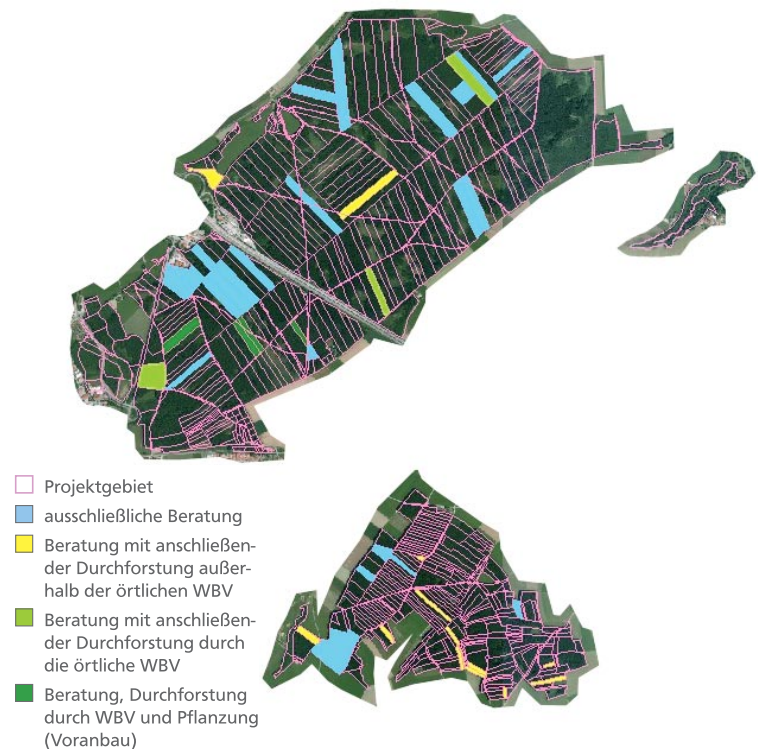 Projektgebiet
ausschließliche Beratung
Beratung mit anschließen-
der Durchforstung außer-
halb der örtlichen WBV
Beratung mit anschließen-
der Durchforstung durch
die örtliche WBV
Beratung, Durchforstung
durch WBV und Pflanzung
(Voranbau)